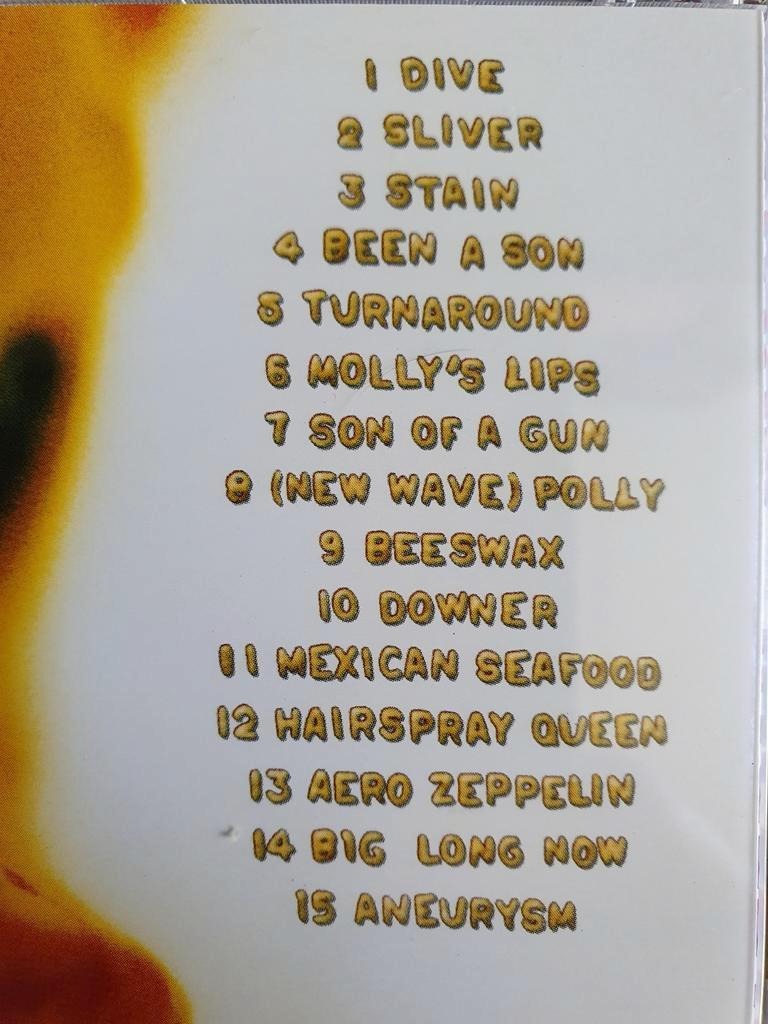 1 DIVE
2 SLIVER
3 STAIN
4 BEEN A SON
5 TURNAROUND
6 MOLLY'S LIPS
7 SON OF A GUN
8 (NEW WAVE) POLLY
9 BEESWAX
10 DOWNER
11 MEXICAN SEAFOOD
12 HAIRSPRAY QUEEN
13 AERO ZEPPELIN
14 BIG LONG NOW
15 ANEURYSM